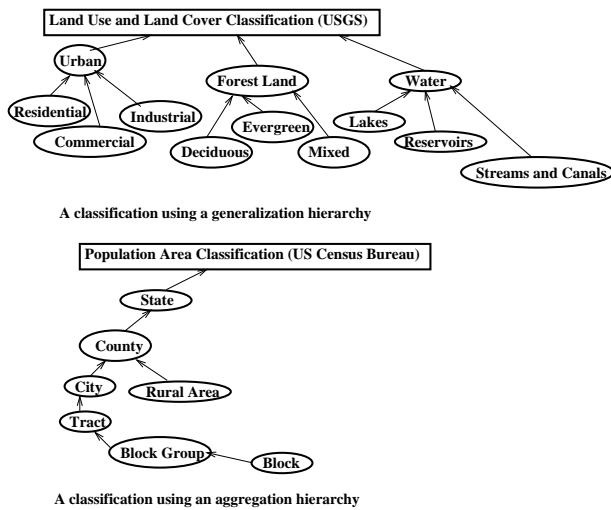 Land Use and Land Cover Classification (USGS)
Urban
Forest Land
Water
Residential
Industrial
Commercial
Evergreen
Deciduous
Mixed
Lakes
Reservoirs
Streams and Canals
A classification using a generalization hierarchy
Population Area Classification (US Census Bureau)
State
County
City
Rural Area
Tract
Block Group
Block
A classification using an aggregation hierarchy